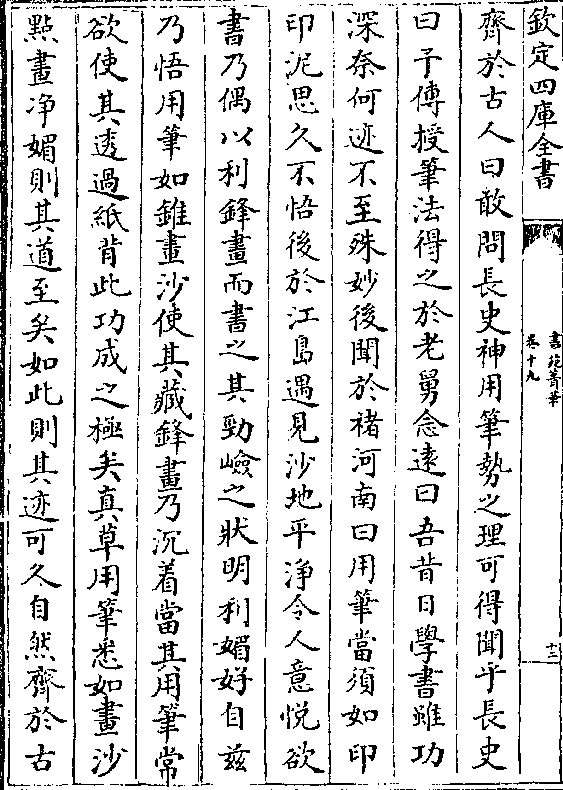 欽定四庫全書
書苑菁華
卷十九
十三
齊於古人曰敢問長史神用筆勢之理可得聞乎長史
曰予傳授筆法得之於老舅念遠曰吾昔日學書雖功
深奈何迹不至殊妙後聞於褚河南曰用筆當須如印
印泥思久不悟後於江島遇見沙地平淨令人意悦欲
書乃偶以利鋒畫而書之其勁嶮之狀明利媚好自兹
乃悟用筆如錐畫沙使其藏鋒畫乃沉着當其用筆常
欲使其透過紙背此功成之極矣真草用筆悉如畫沙
㸃畫净媚則其道至矣如此則其迹可久自然齊於古